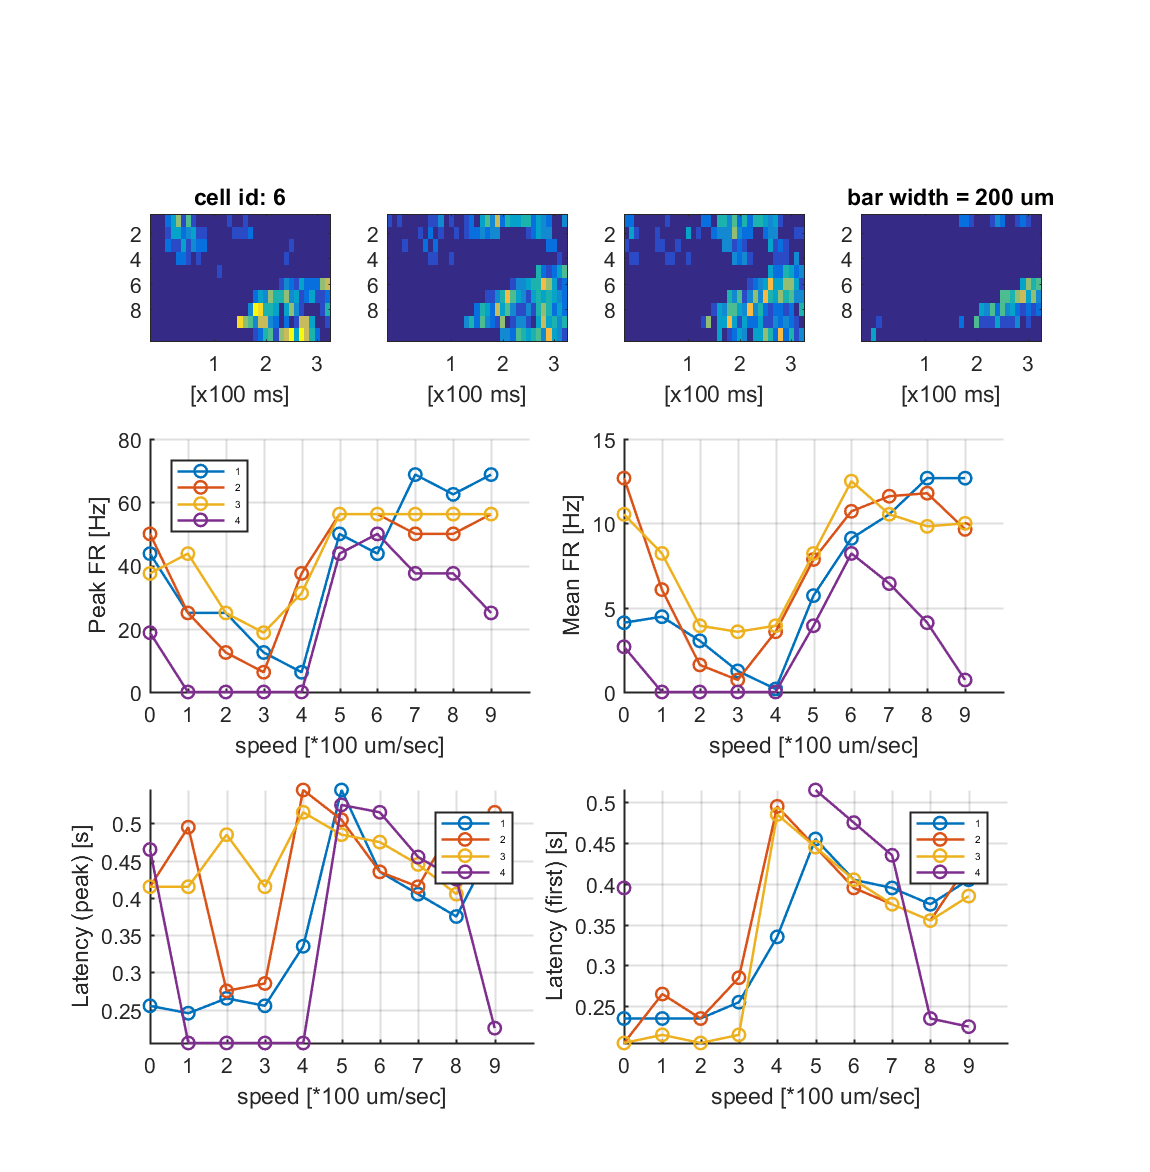 cell id: 6
bar width = 200 um
2
4
6
8
2
4
6
8
2
4
6
8
2
4
6
8
1 2 3
1 2 3
1 2 3
1 2 3
[x100 ms]
[x100 ms]
[x100 ms]
[x100 ms]
Peak FR [Hz]
80
60
40
20
0
1
2
3
4
0 1 2 3 4 5 6 7 8 9
speed [*100 um/sec]
Mean FR [Hz]
15
10
5
0
0 1 2 3 4 5 6 7 8 9
speed [*100 um/sec]
Latency (peak) [s]
0.5
0.45
0.4
0.35
0.3
0.25
1
2
3
4
0 1 2 3 4 5 6 7 8 9
speed [*100 um/sec]
Latency (first) [s]
0.5
0.45
0.4
0.35
0.3
0.25
1
2
3
4
0 1 2 3 4 5 6 7 8 9
speed [*100 um/sec]